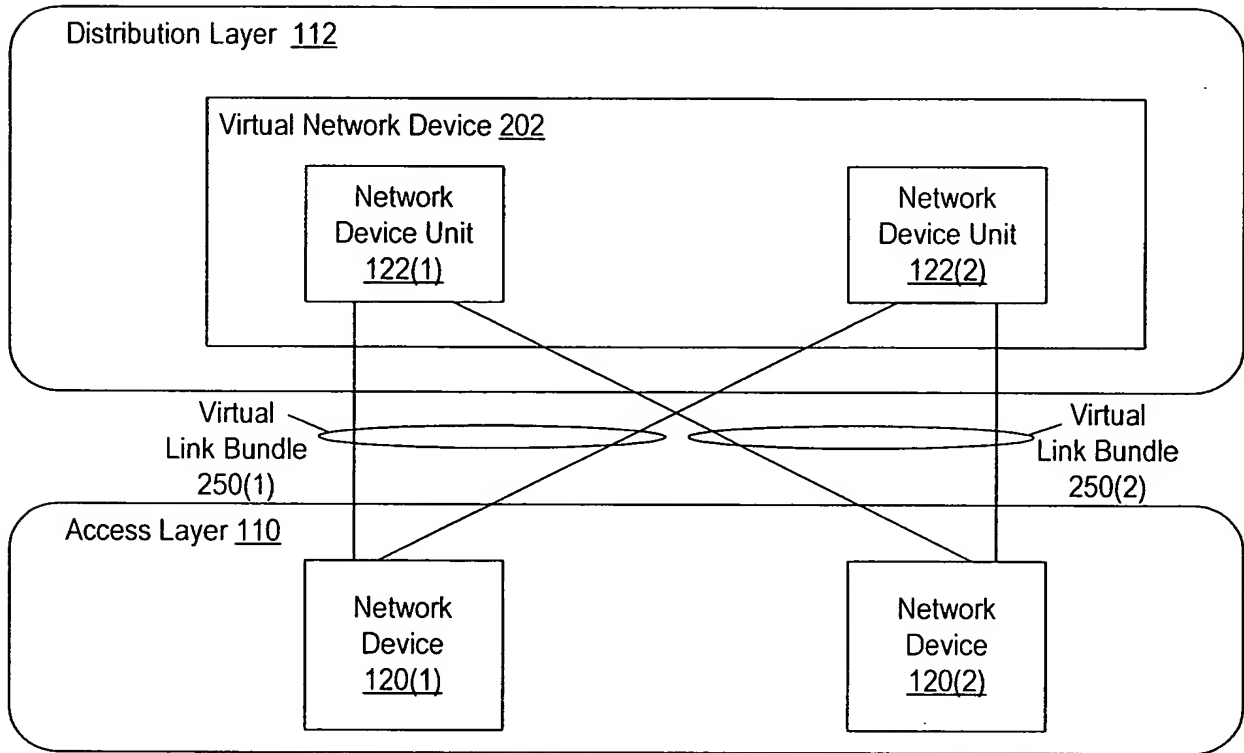 Distribution Layer 112
Virtual Network Device 202
Network
Device Unit
122(1)
Network
Device Unit
122(2)
Virtual
Link Bundle
250(1)
Virtual
Link Bundle
250(2)
Access Layer 110
Network
Device
120(1)
Network
Device
120(2)